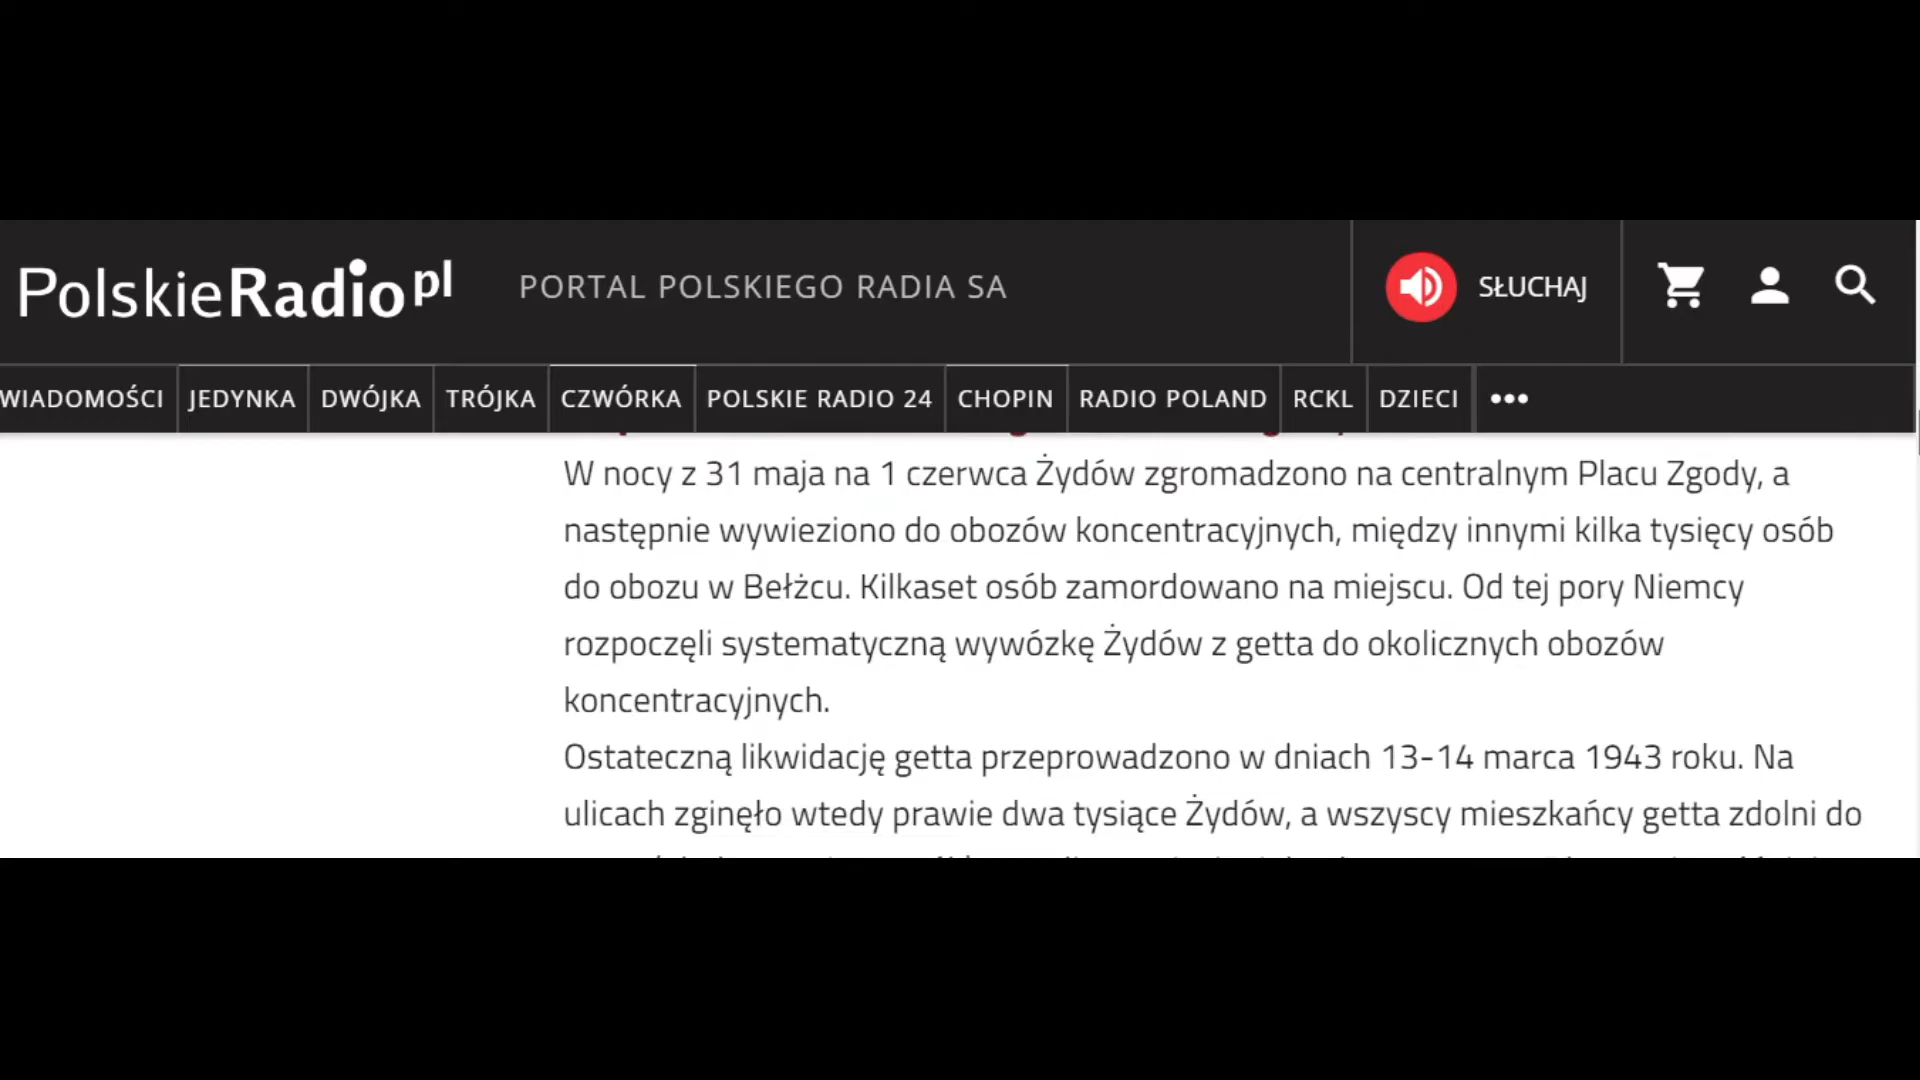 PolskieRadio.pl PORTAL POLSKIEGO RADIA SA SŁUCHAJ
WIADOMOŚCI JEDYNKA DWÓJKA TRÓJKA CZWÓRKA POLSKIE RADIO 24 CHOPIN RADIO POLAND RCKL DZIECI •••
W nocy z 31 maja na 1 czerwca Żydów zgromadzono na centralnym Placu Zgody, a
następnie wywieziono do obozów koncentracyjnych, między innymi kilka tysięcy osób
do obozu w Bełżcu. Kilkaset osób zamordowano na miejscu. Od tej pory Niemcy
rozpoczęli systematyczną wywózkę Żydów z getta do okolicznych obozów
koncentracyjnych.
Ostateczną likwidację getta przeprowadzono w dniach 13-14 marca 1943 roku. Na
ulicach zginęło wtedy prawie dwa tysiące Żydów, a wszyscy mieszkańcy getta zdolni do